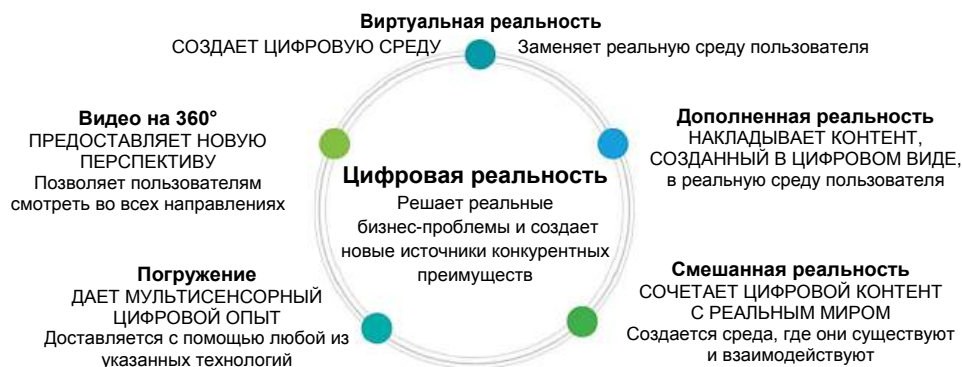 Виртуальная реальность
СОЗДАЕТ ЦИФРОВУЮ СРЕДУ Заменяет реальную среду пользователя
Видео на 360°
ПРЕДОСТАВЛЯЕТ НОВУЮ
ПЕРСПЕКТИВУ
Позволяет пользователям
смотреть во всех направлениях
Дополненная реальность
НАКЛАДЫВАЕТ КОНТЕНТ,
СОЗДАННЫЙ В ЦИФРОВОМ ВИДЕ,
в реальную среду пользователя
Цифровая реальность
Решает реальные
бизнес-проблемы и создает
новые источники конкурентных
преимуществ
Погружение
ДАЕТ МУЛЬТИСЕНСОРНЫЙ
ЦИФРОВОЙ ОПЫТ
Доставляется с помощью любой из
указанных технологий
Смешанная реальность
СОЧЕТАЕТ ЦИФРОВОЙ КОНТЕНТ
С РЕАЛЬНЫМ МИРОМ
Создается среда, где они существуют
и взаимодействуют